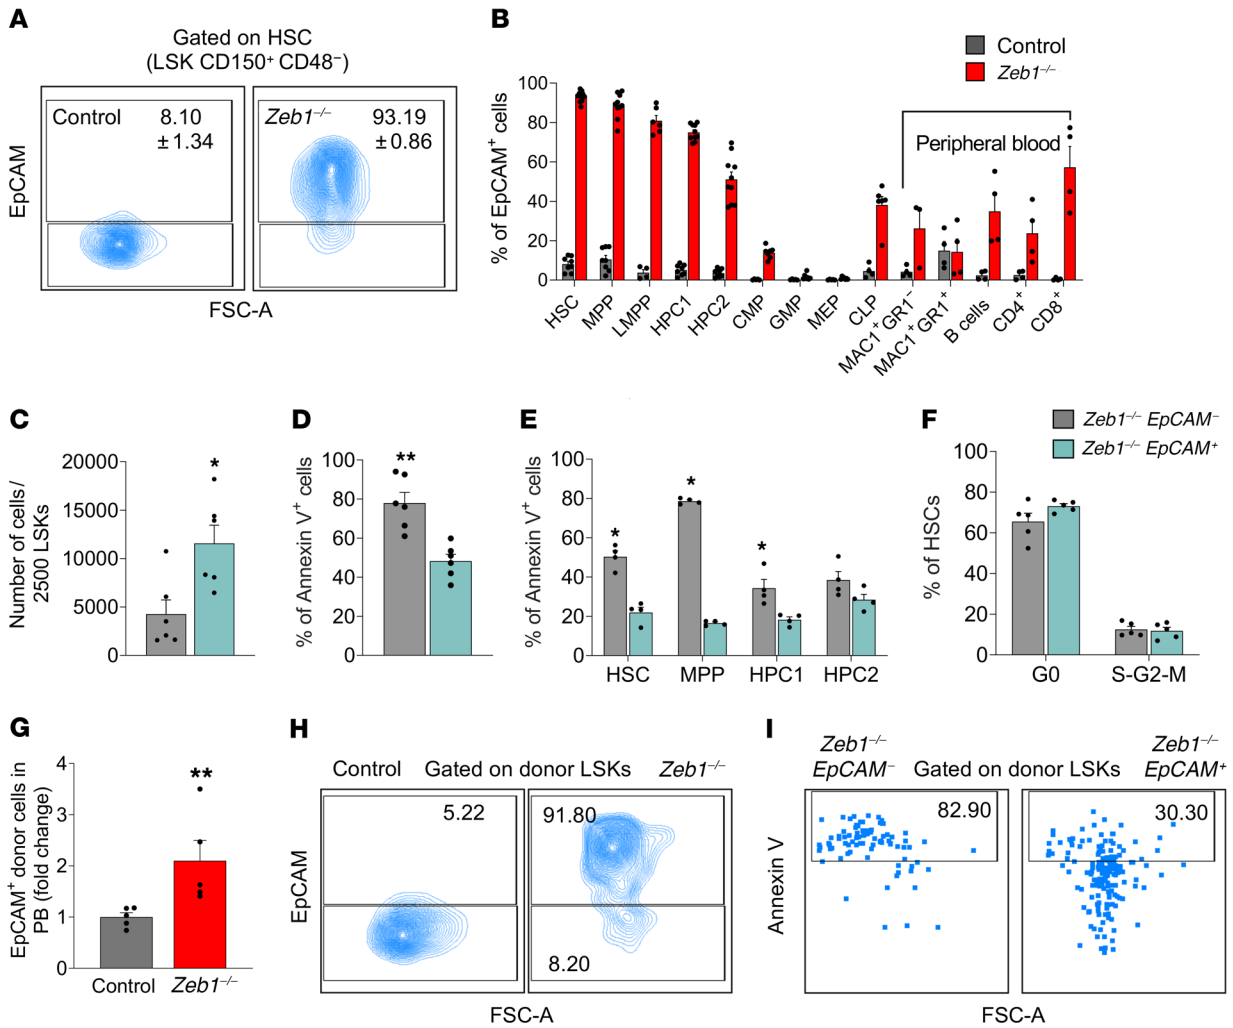 A
Gated on HSC
(LSK CD150⁺ CD48⁻)
Control
8.10
±1.34
Zeb1⁻/⁻
93.19
±0.86
EpCAM
FSC-A
B
Control
Zeb1⁻/⁻
% of EpCAM⁺ cells
100
80
60
40
20
0
Peripheral blood
HSC
MPP
LMPP
HPC1
HPC2
CMP
GMP
MEP
CLP
MAC1⁺GR1⁻
MAC1⁺GR1⁺
B cells
CD4⁺
CD8⁺
C
Number of cells/
2500 LSKs
20000
15000
10000
5000
0
*
D
% of Annexin V⁺ cells
100
80
60
40
20
0
**
E
% of Annexin V⁺ cells
100
80
60
40
20
0
*
*
*
HSC
MPP
HPC1
HPC2
F
Zeb1⁻/⁻ EpCAM⁻
Zeb1⁻/⁻ EpCAM⁺
% of HSCs
100
80
60
40
20
0
G0
S-G2-M
G
EpCAM⁺ donor cells in
PB (fold change)
4
3
2
1
0
**
Control
Zeb1⁻/⁻
H
Control
Gated on donor LSKs
Zeb1⁻/⁻
5.22
91.80
8.20
EpCAM
FSC-A
I
Zeb1⁻/⁻
EpCAM⁻
Gated on donor LSKs
Zeb1⁻/⁻
EpCAM⁺
82.90
30.30
Annexin V
FSC-A